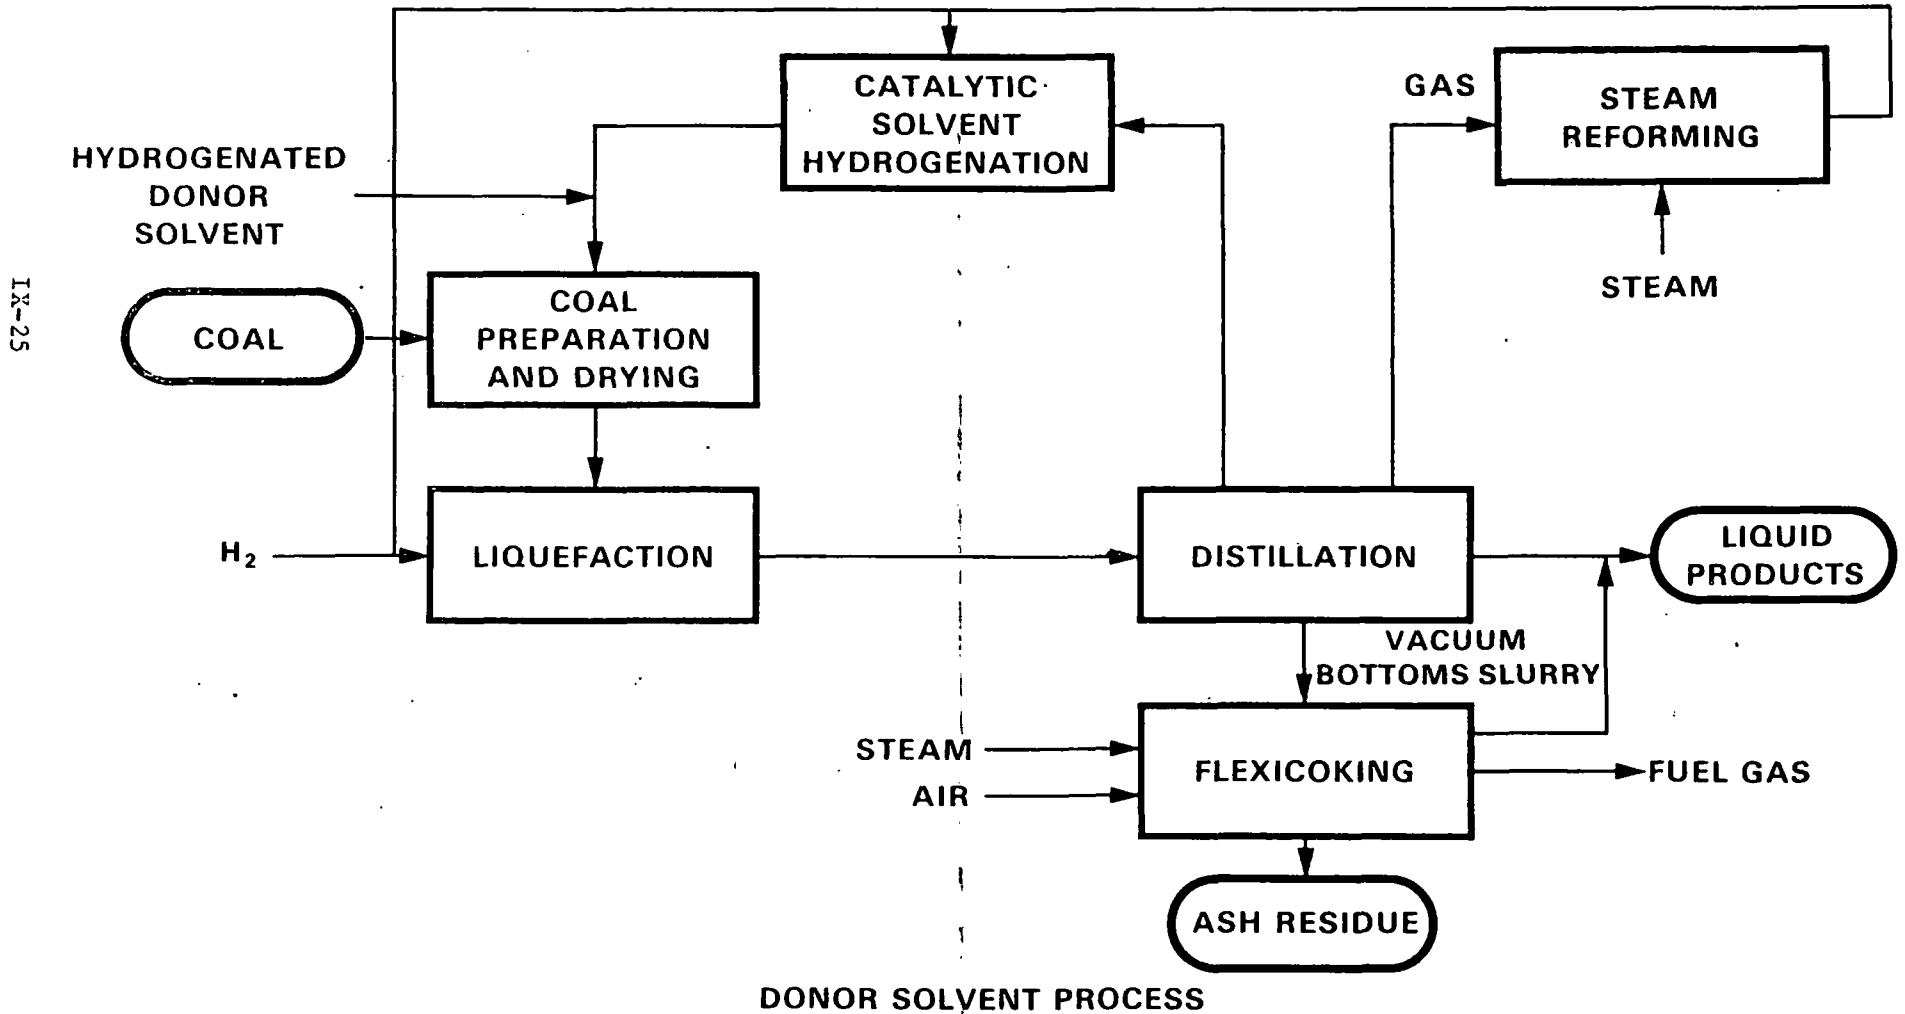 CATALYTIC
SOLVENT
HYDROGENATION
GAS
STEAM
REFORMING
HYDROGENATED
DONOR
SOLVENT
STEAM
COAL
COAL
PREPARATION
AND DRYING
IX-25
H2
LIQUEFACTION
DISTILLATION
LIQUID
PRODUCTS
VACUUM
BOTTOMS SLURRY
STEAM
AIR
FLEXICOKING
FUEL GAS
ASH RESIDUE
DONOR SOLVENT PROCESS